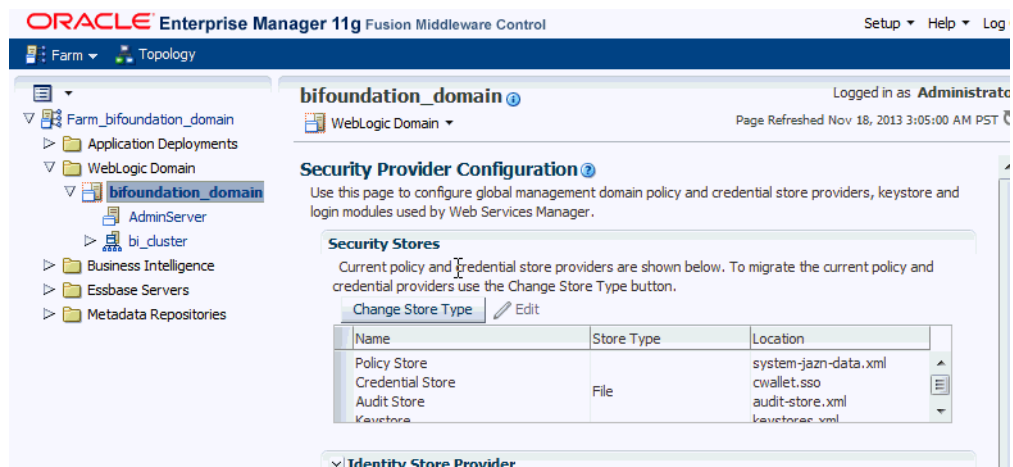 ORACLE Enterprise Manager 11g Fusion Middleware Control
Setup Help Log
Farm Topology
Farm_bifoundation_domain
Application Deployments
WebLogic Domain
bifoundation_domain
AdminServer
bi_cluster
Business Intelligence
Essbase Servers
Metadata Repositories
bifoundation_domain
Logged in as Administrato
WebLogic Domain
Page Refreshed Nov 18, 2013 3:05:00 AM PST
Security Provider Configuration
Use this page to configure global management domain policy and credential store providers, keystore and
login modules used by Web Services Manager.
Security Stores
Current policy and credential store providers are shown below. To migrate the current policy and
credential providers use the Change Store Type button.
Change Store Type Edit
Name Store Type Location
Policy Store system-jazn-data.xml
Credential Store cwallet.sso
File
Audit Store audit-store.xml
Keystore keystores.xml
Identity Store Provider